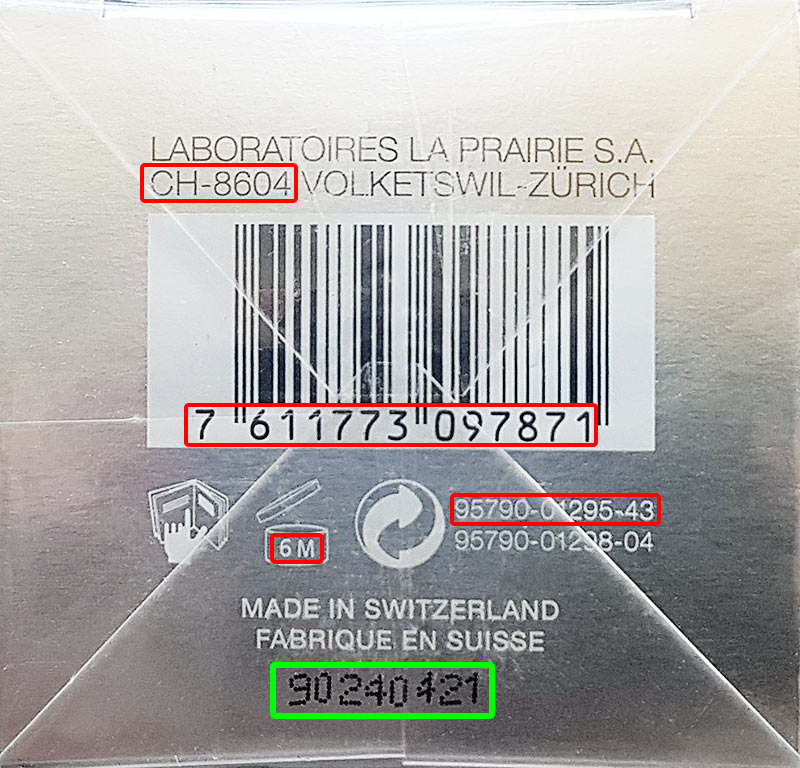 LABORATOIRES LA PRAIRIE S.A.
CH-8604 VOLKETSWIL-ZÜRICH
7 611773 097871
6 M
95790-01295-43
95790-01298-04
MADE IN SWITZERLAND
FABRIQUE EN SUISSE
90240421